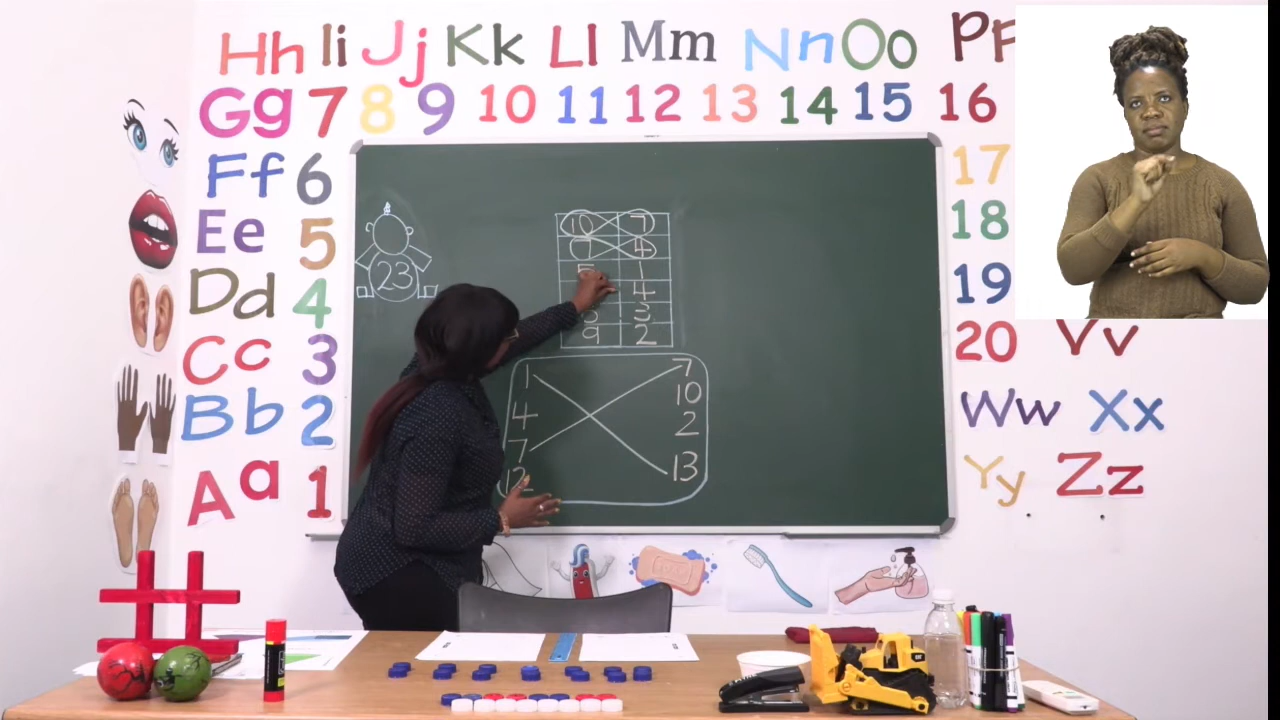 Hh Ii Jj Kk Ll Mm Nn Oo
Gg 7 8 9 10 11 12 13 14 15 16
Ff 6
Ee 5
Dd 4
Cc 3
Bb 2
Aa 1
17
18
19
20 Vv
Ww Xx
Yy Zz
23
10 7
4
1
4
3
9 2
1 7
4 10
7 2
12 13